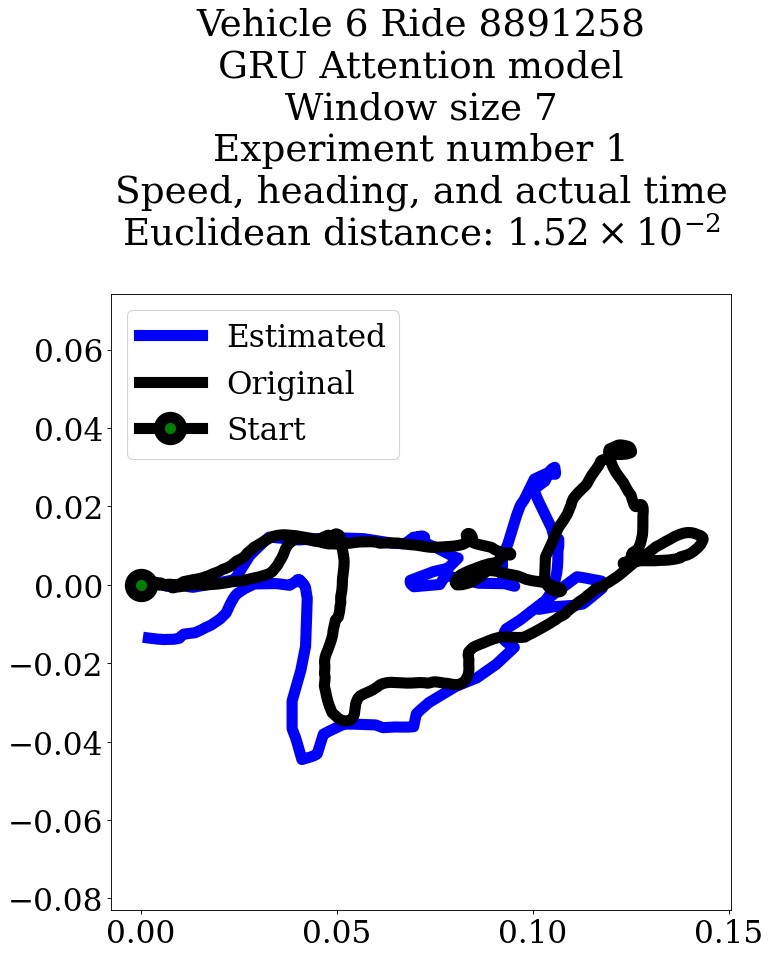 Vehicle 6 Ride 8891258
GRU Attention model
Window size 7
Experiment number 1
Speed, heading, and actual time
Euclidean distance: 1.52 × 10⁻²
Estimated
Original
Start
0.06
0.04
0.02
0.00
−0.02
−0.04
−0.06
−0.08
0.00 0.05 0.10 0.15